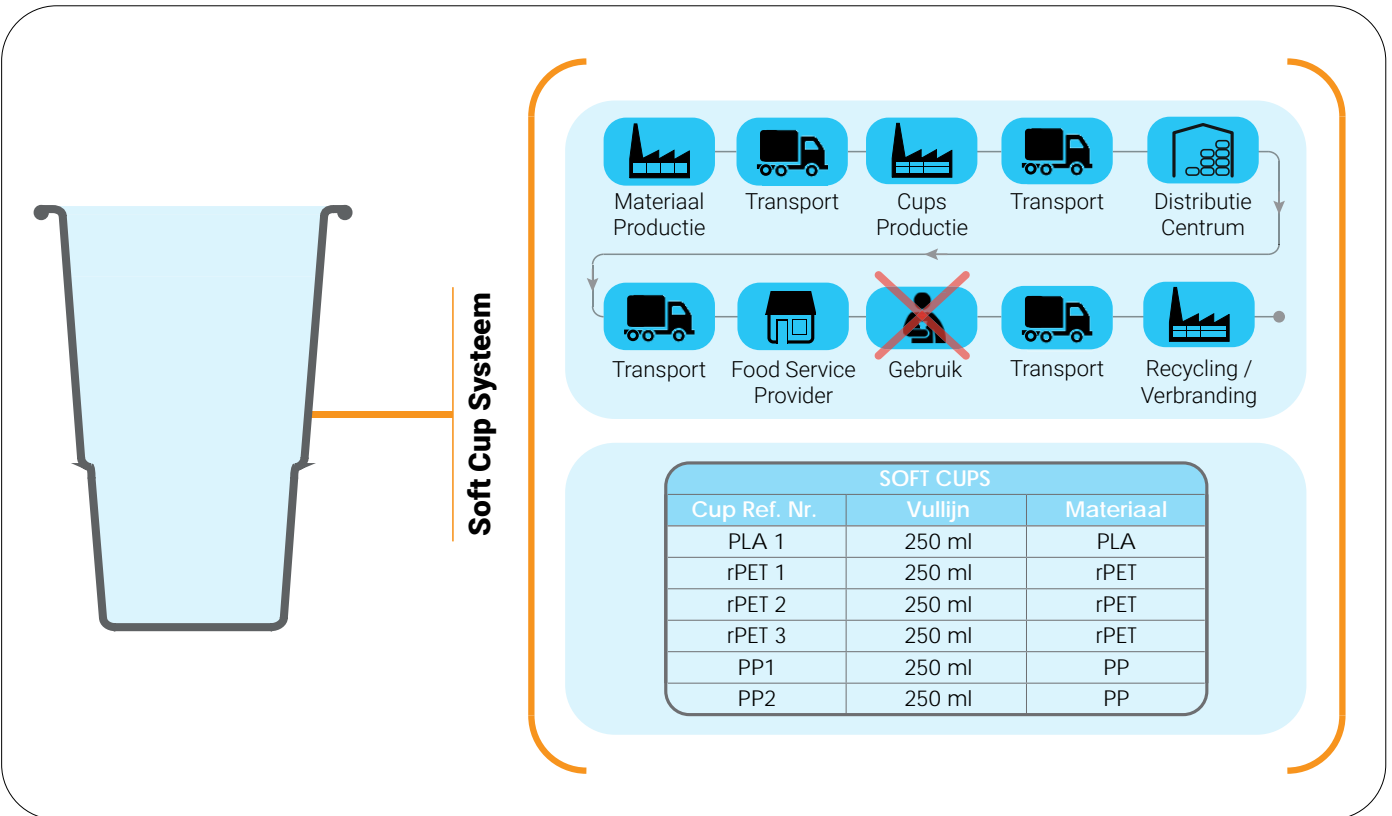 Soft Cup Systeem
Materiaal
Productie
Transport
Cups
Productie
Transport
Distributie
Centrum
Transport
Food Service
Provider
Gebruik
Transport
Recycling /
Verbranding
SOFT CUPS
Cup Ref. Nr. Vullijn Materiaal
PLA 1 250 ml PLA
rPET 1 250 ml rPET
rPET 2 250 ml rPET
rPET 3 250 ml rPET
PP1 250 ml PP
PP2 250 ml PP